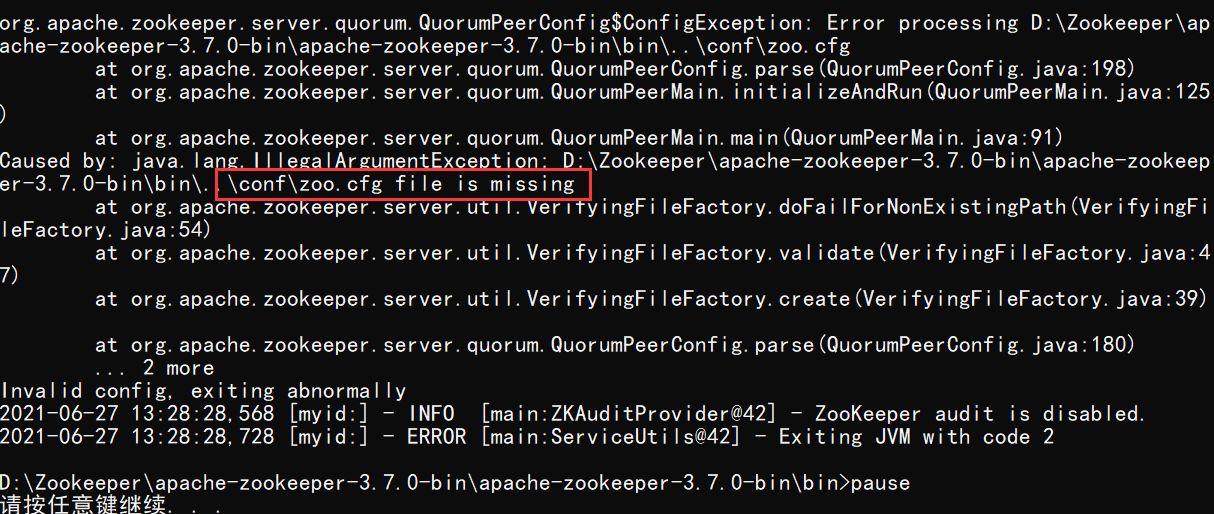 org.apache.zookeeper.server.quorum.QuorumPeerConfig$ConfigException: Error processing D:\Zookeeper\ap
ache-zookeeper-3.7.0-bin\apache-zookeeper-3.7.0-bin\bin\..\conf\zoo.cfg
        at org.apache.zookeeper.server.quorum.QuorumPeerConfig.parse(QuorumPeerConfig.java:198)
        at org.apache.zookeeper.server.quorum.QuorumPeerMain.initializeAndRun(QuorumPeerMain.java:125
)
        at org.apache.zookeeper.server.quorum.QuorumPeerMain.main(QuorumPeerMain.java:91)
Caused by: java.lang.IllegalArgumentException: D:\Zookeeper\apache-zookeeper-3.7.0-bin\apache-zookeep
er-3.7.0-bin\bin\..\conf\zoo.cfg file is missing
        at org.apache.zookeeper.server.util.VerifyingFileFactory.doFailForNonExistingPath(VerifyingFi
leFactory.java:54)
        at org.apache.zookeeper.server.util.VerifyingFileFactory.validate(VerifyingFileFactory.java:4
7)
        at org.apache.zookeeper.server.util.VerifyingFileFactory.create(VerifyingFileFactory.java:39)
        at org.apache.zookeeper.server.quorum.QuorumPeerConfig.parse(QuorumPeerConfig.java:180)
        ... 2 more
Invalid config, exiting abnormally
2021-06-27 13:28:28,568 [myid:] - INFO  [main:ZKAuditProvider@42] - ZooKeeper audit is disabled.
2021-06-27 13:28:28,728 [myid:] - ERROR [main:ServiceUtils@42] - Exiting JVM with code 2
D:\Zookeeper\apache-zookeeper-3.7.0-bin\apache-zookeeper-3.7.0-bin\bin>pause
请按任意键继续. . .